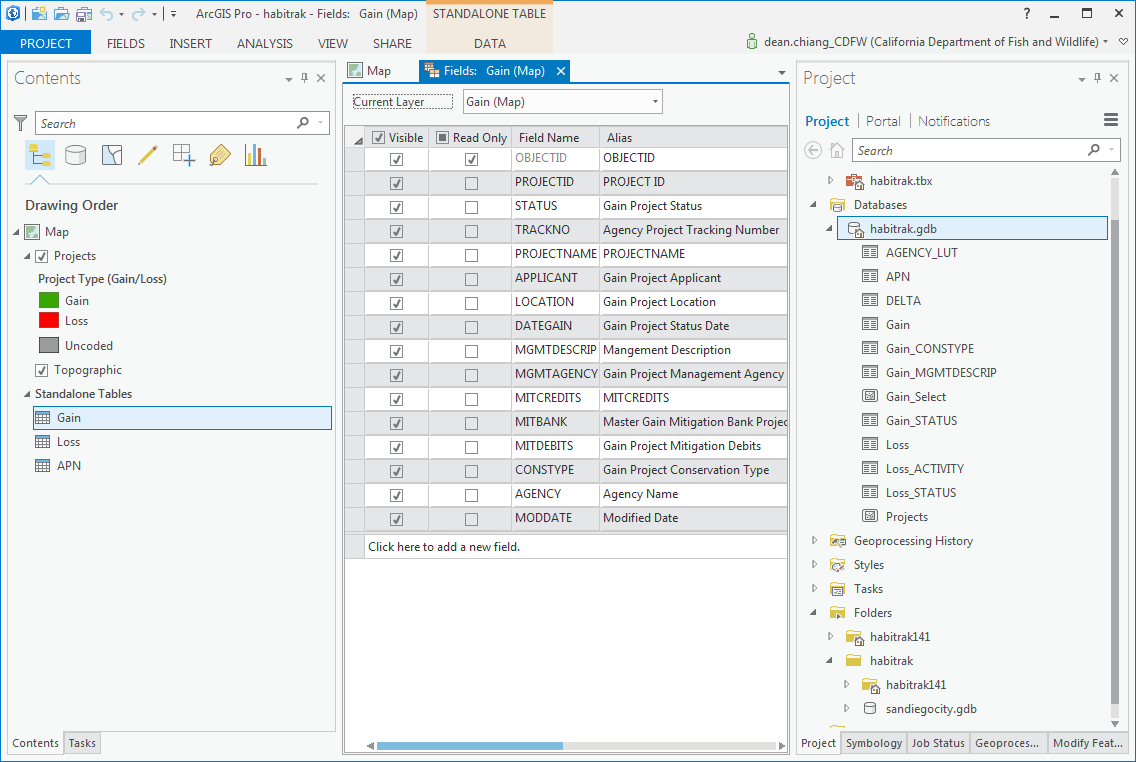 ArcGIS Pro - habitrak - Fields: Gain (Map)
STANDALONE TABLE
?
PROJECT
FIELDS
INSERT
ANALYSIS
VIEW
SHARE
DATA
dean.chiang_CDFW (California Department of Fish and Wildlife)
Contents
Search
Drawing Order
Map
Projects
Project Type (Gain/Loss)
Gain
Loss
Uncoded
Topographic
Standalone Tables
Gain
Loss
APN
Contents
Tasks
Map
Fields: Gain (Map)
Current Layer
Gain (Map)
Visible Read Only Field Name Alias
OBJECTID OBJECTID
PROJECTID PROJECT ID
STATUS Gain Project Status
TRACKNO Agency Project Tracking Number
PROJECTNAME PROJECTNAME
APPLICANT Gain Project Applicant
LOCATION Gain Project Location
DATEGAIN Gain Project Status Date
MGMTDESCRIP Mangement Description
MGMTAGENCY Gain Project Management Agency
MITCREDITS MITCREDITS
MITBANK Master Gain Mitigation Bank Projec
MITDEBITS Gain Project Mitigation Debits
CONSTYPE Gain Project Conservation Type
AGENCY Agency Name
MODDATE Modified Date
Click here to add a new field.
Project
Project
Portal
Notifications
Search
habitrak.tbx
Databases
habitrak.gdb
AGENCY_LUT
APN
DELTA
Gain
Gain_CONSTYPE
Gain_MGMTDESCRIP
Gain_Select
Gain_STATUS
Loss
Loss_ACTIVITY
Loss_STATUS
Projects
Geoprocessing History
Styles
Tasks
Folders
habitrak141
habitrak
habitrak141
sandiegocity.gdb
Project
Symbology
Job Status
Geoproces...
Modify Feat...